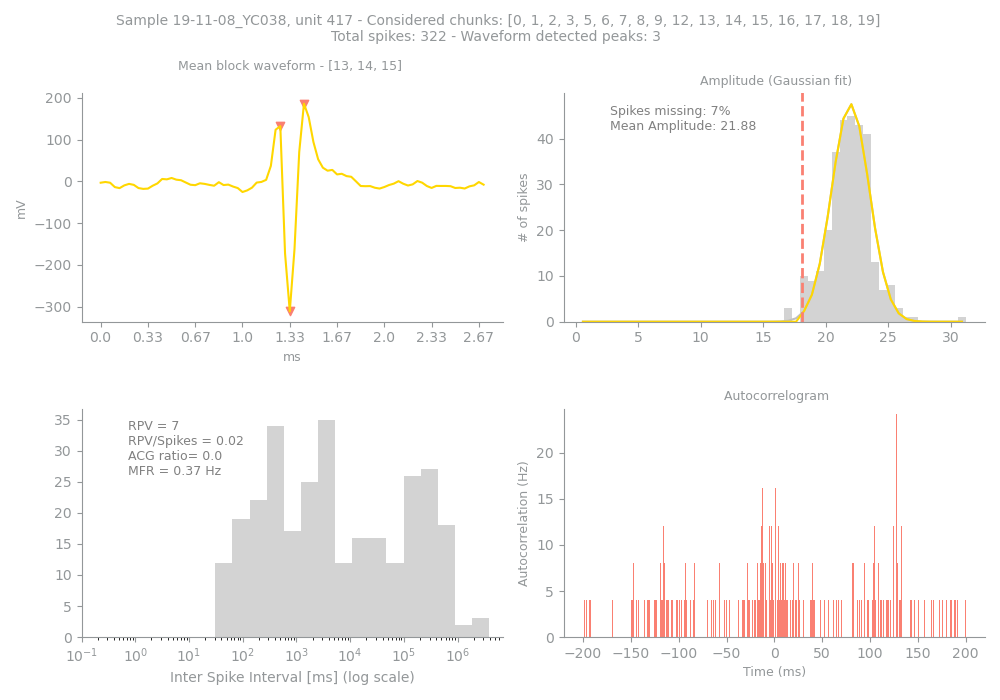 Sample 19-11-08_YC038, unit 417 - Considered chunks: [0, 1, 2, 3, 5, 6, 7, 8, 9, 12, 13, 14, 15, 16, 17, 18, 19]
Total spikes: 322 - Waveform detected peaks: 3
Mean block waveform - [13, 14, 15]
200
100
0
−100
−200
−300
mV
0.0 0.33 0.67 1.0 1.33 1.67 2.0 2.33 2.67
ms
Amplitude (Gaussian fit)
Spikes missing: 7%
Mean Amplitude: 21.88
40
30
20
10
0
# of spikes
0 5 10 15 20 25 30
RPV = 7
RPV/Spikes = 0.02
ACG ratio= 0.0
MFR = 0.37 Hz
35
30
25
20
15
10
5
0
10⁻¹ 10⁰ 10¹ 10² 10³ 10⁴ 10⁵ 10⁶
Inter Spike Interval [ms] (log scale)
Autocorrelogram
20
15
10
5
0
Autocorrelation (Hz)
−200 −150 −100 −50 0 50 100 150 200
Time (ms)